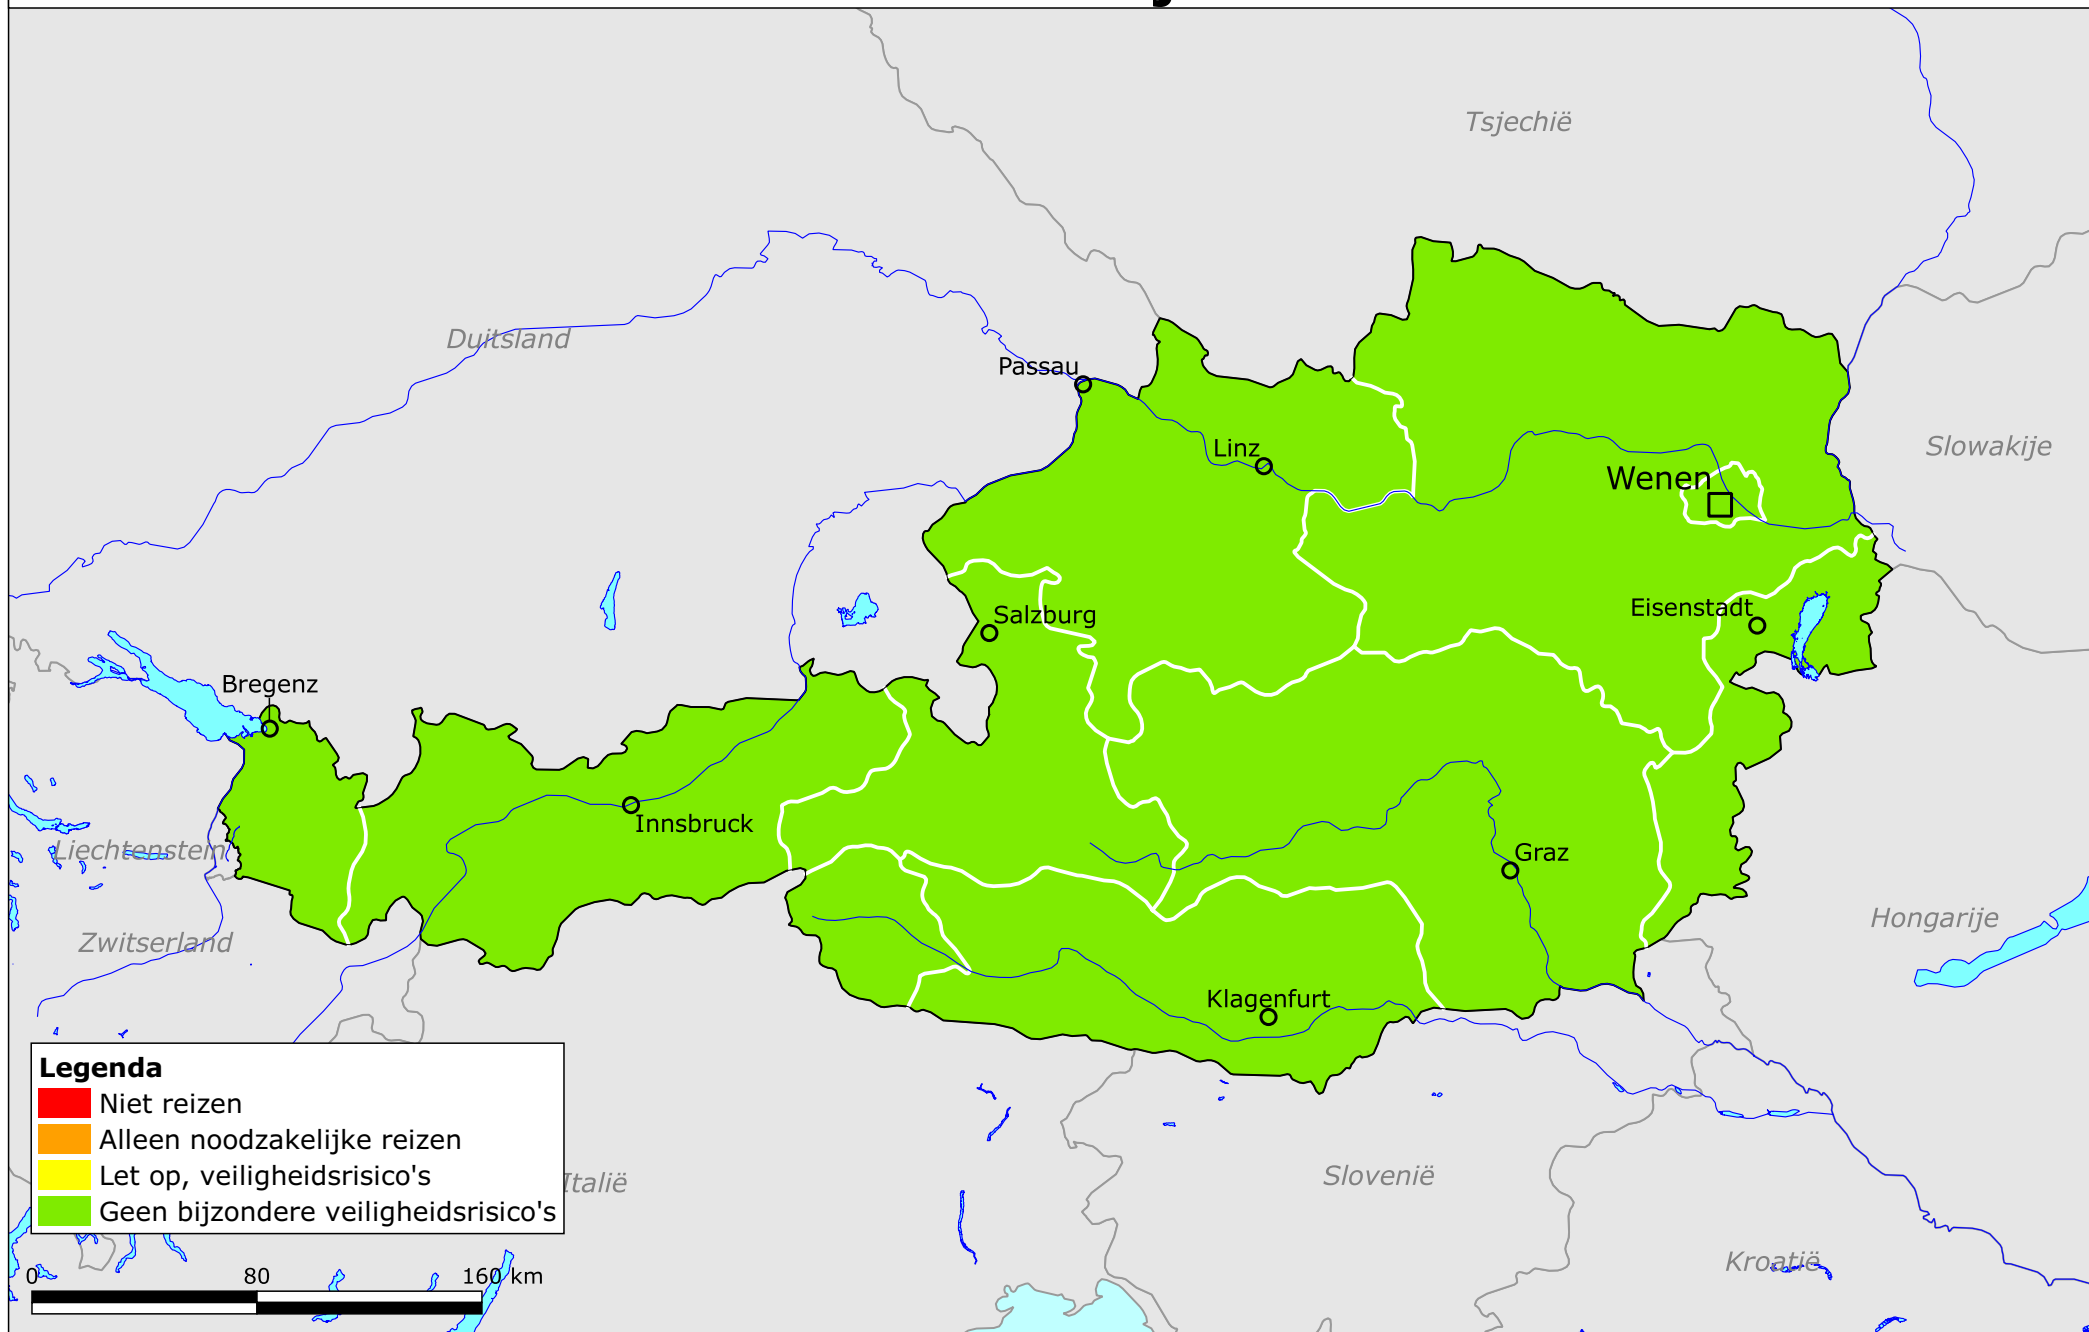 Tsjechië
Duitsland
Passau
Linz
Slowakije
Wenen
Salzburg
Eisenstadt
Bregenz
Innsbruck
Liechtenstein
Graz
Zwitserland
Hongarije
Klagenfurt
Legenda
Niet reizen
Alleen noodzakelijke reizen
Let op, veiligheidsrisico's
Geen bijzondere veiligheidsrisico's
Italië
Slovenië
Kroatië
0 80 160 km